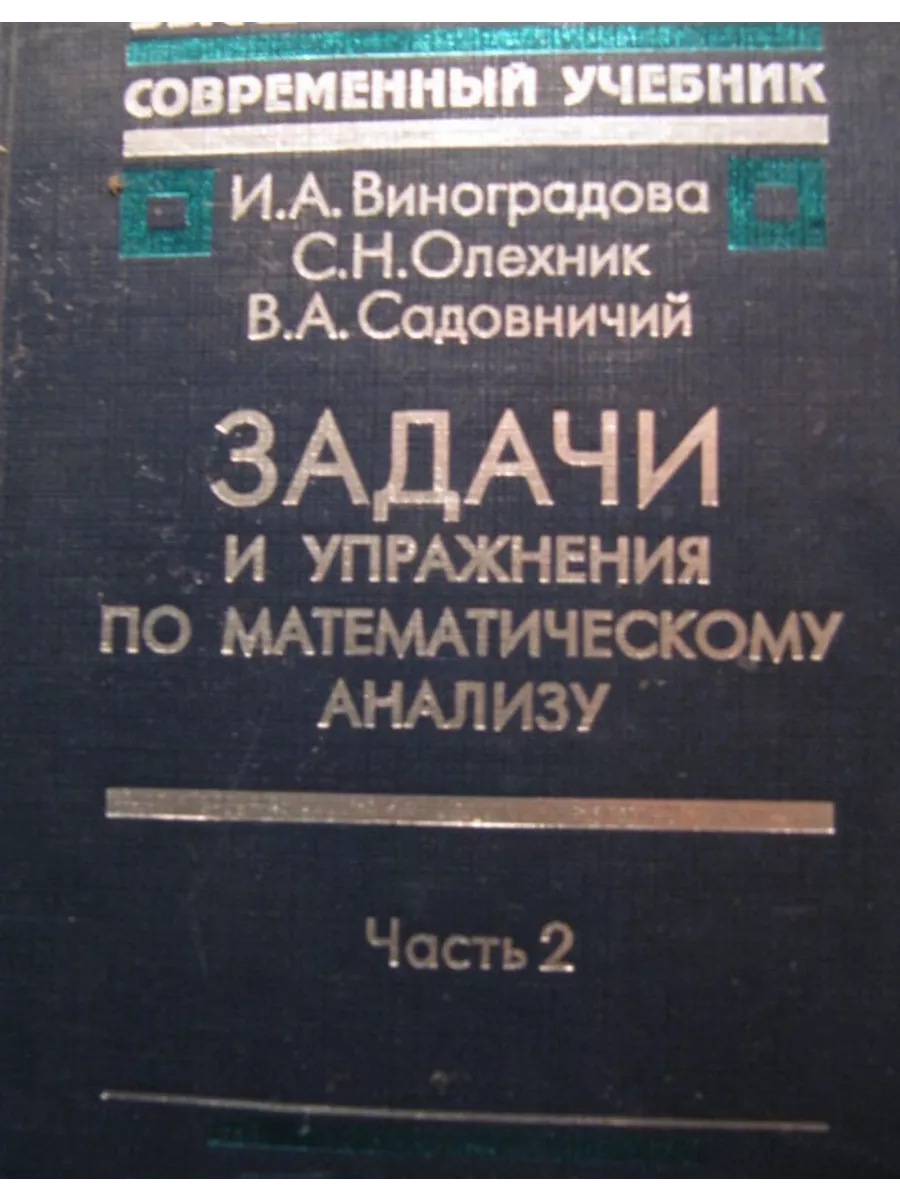 СОВРЕМЕННЫЙ УЧЕБНИК
И.А.Виноградова
С.Н.Олехник
В.А.Садовничий
ЗАДАЧИ
И УПРАЖНЕНИЯ
ПО МАТЕМАТИЧЕСКОМУ
АНАЛИЗУ
Часть 2